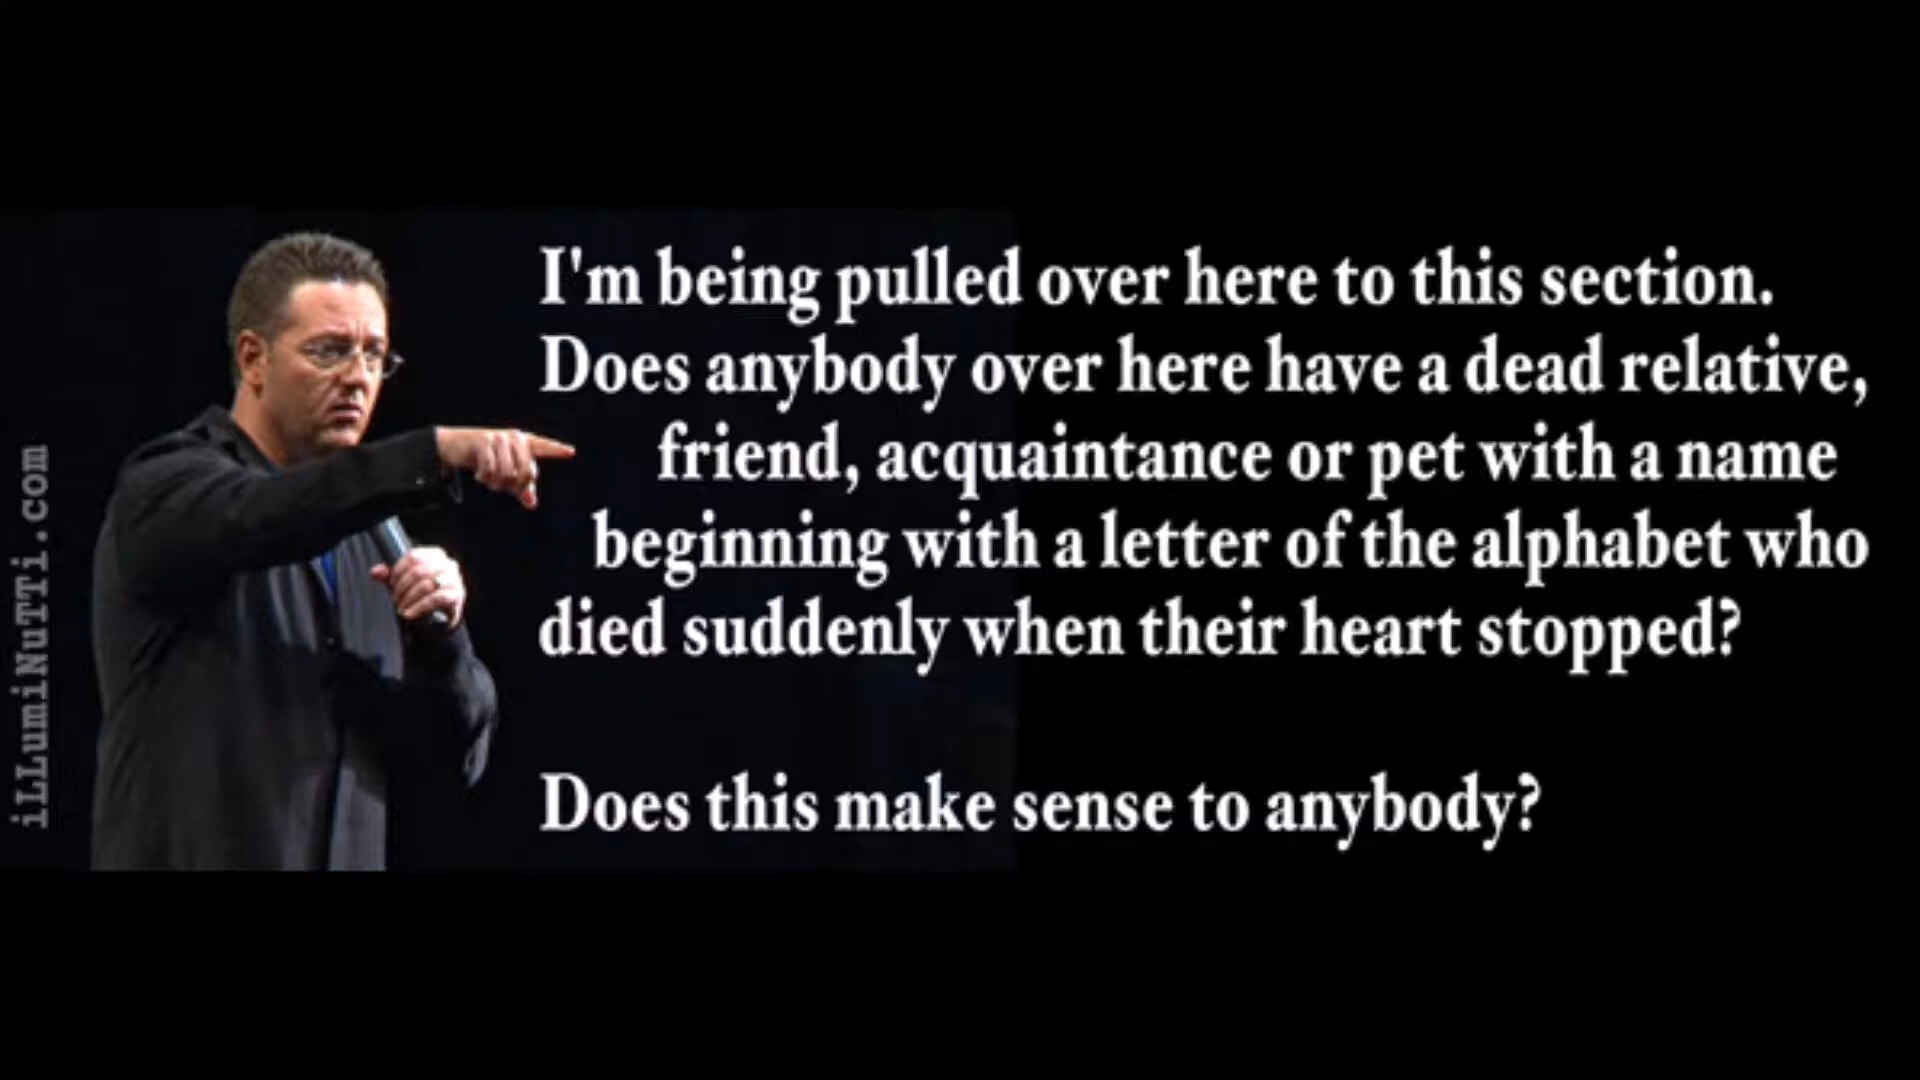 I'm being pulled over here to this section.
Does anybody over here have a dead relative,
friend, acquaintance or pet with a name
beginning with a letter of the alphabet who
died suddenly when their heart stopped?
Does this make sense to anybody?
iLLumiNuTTi.com